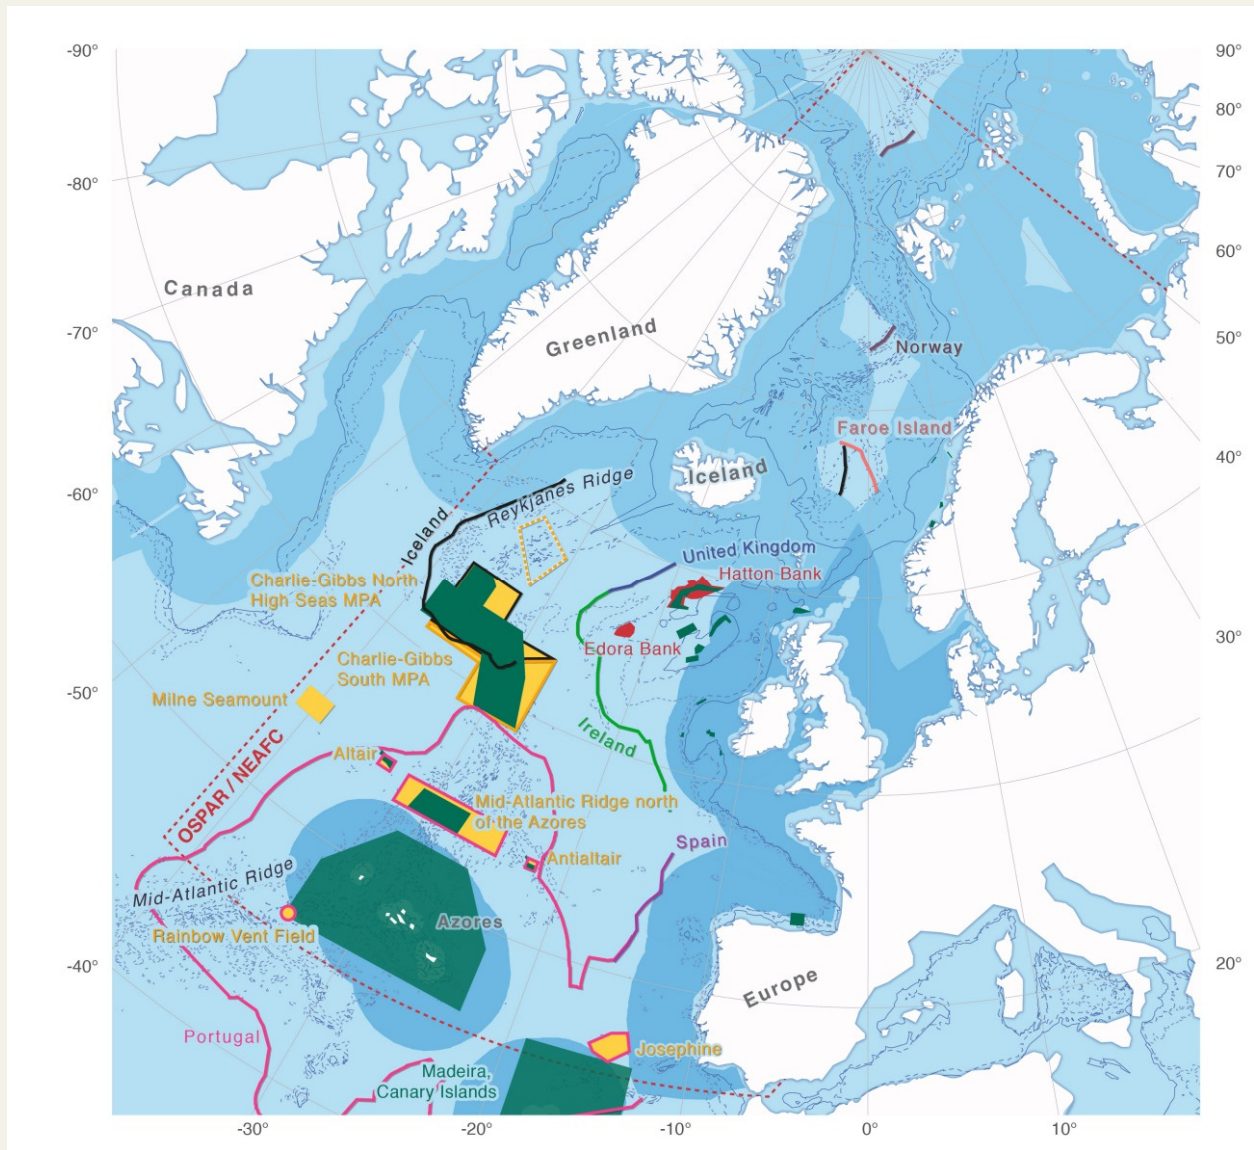 -90°
90°
80°
-80°
70°
Canada
60°
-70°
Greenland
50°
Norway
Faroe Island
40°
Iceland
-60°
Reykjanes Ridge
Iceland
United Kingdom
Hatton Bank
Charlie-Gibbs North
High Seas MPA
30°
Edora Bank
Charlie-Gibbs
South MPA
-50°
Milne Seamount
Ireland
Altair
OSPAR / NEAFC
Mid-Atlantic Ridge north
of the Azores
Spain
Antialtair
Mid-Atlantic Ridge
Azores
Rainbow Vent Field
-40°
20°
Europe
Portugal
Josephine
Madeira,
Canary Islands
-30°
-20°
-10°
0°
10°